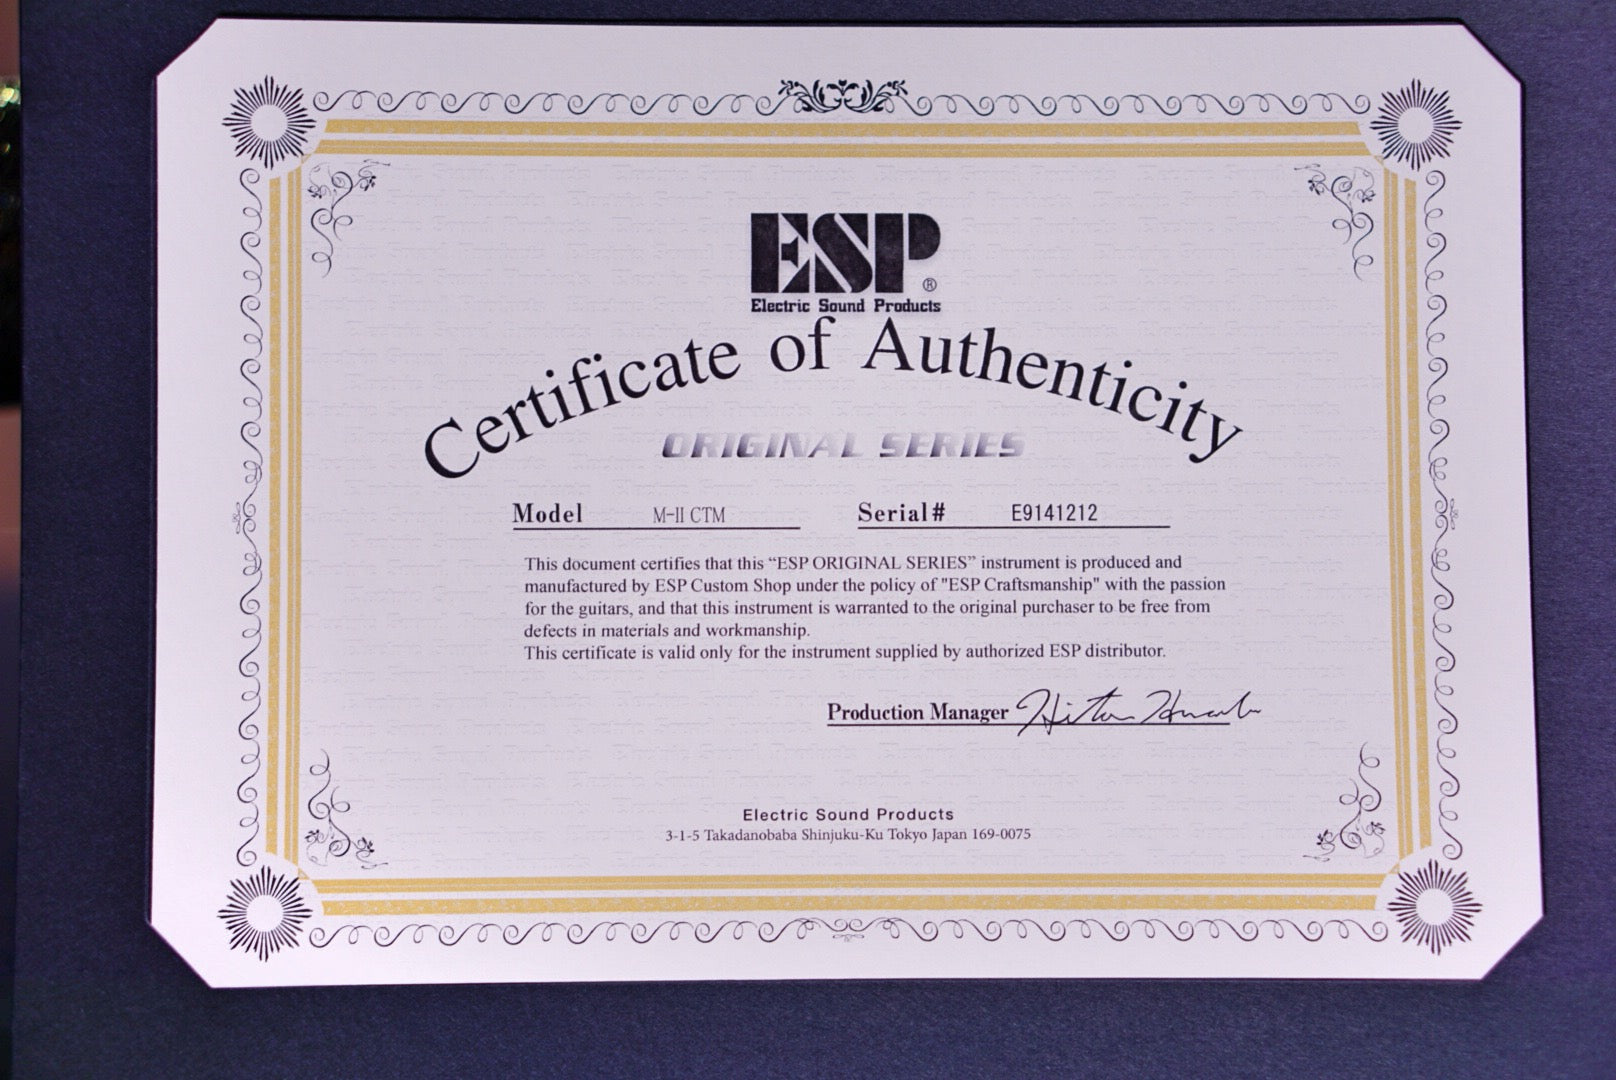 ESP®
Electric Sound Products
Certificate of Authenticity
ORIGINAL SERIES
Model M-II CTM Serial# E9141212
This document certifies that this “ESP ORIGINAL SERIES” instrument is produced and
manufactured by ESP Custom Shop under the policy of "ESP Craftsmanship" with the passion
for the guitars, and that this instrument is warranted to the original purchaser to be free from
defects in materials and workmanship.
This certificate is valid only for the instrument supplied by authorized ESP distributor.
Production Manager
Electric Sound Products
3-1-5 Takadanobaba Shinjuku-Ku Tokyo Japan 169-0075